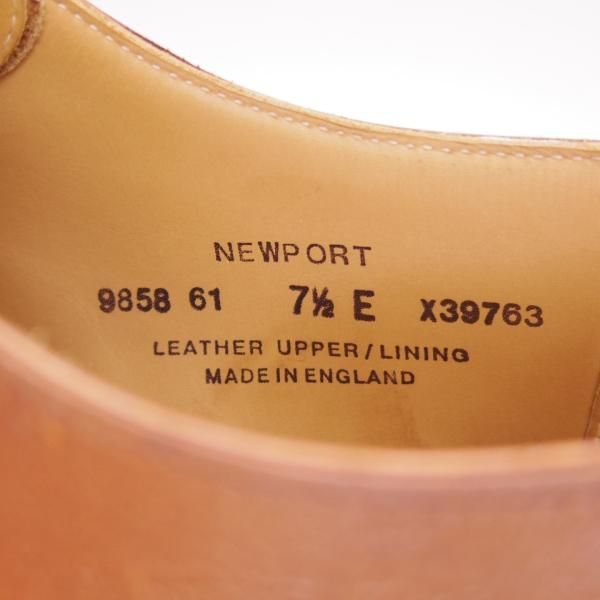 NEWPORT
9858 61 7½ E X39763
LEATHER UPPER/LINING
MADE IN ENGLAND